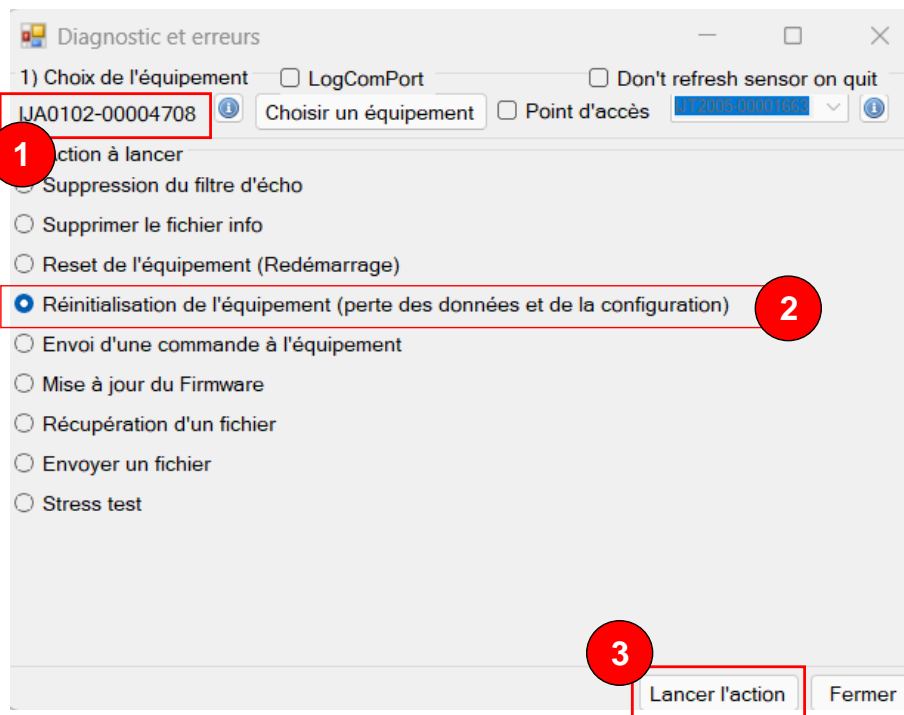 Diagnostic et erreurs
1) Choix de l'équipement LogComPort Don't refresh sensor on quit
IJA0102-00004708 Choisir un équipement Point d'accès IJT2005-00001663
1 ction à lancer
Suppression du filtre d'écho
Supprimer le fichier info
Reset de l'équipement (Redémarrage)
Réinitialisation de l'équipement (perte des données et de la configuration) 2
Envoi d'une commande à l'équipement
Mise à jour du Firmware
Récupération d'un fichier
Envoyer un fichier
Stress test
3
Lancer l'action Fermer